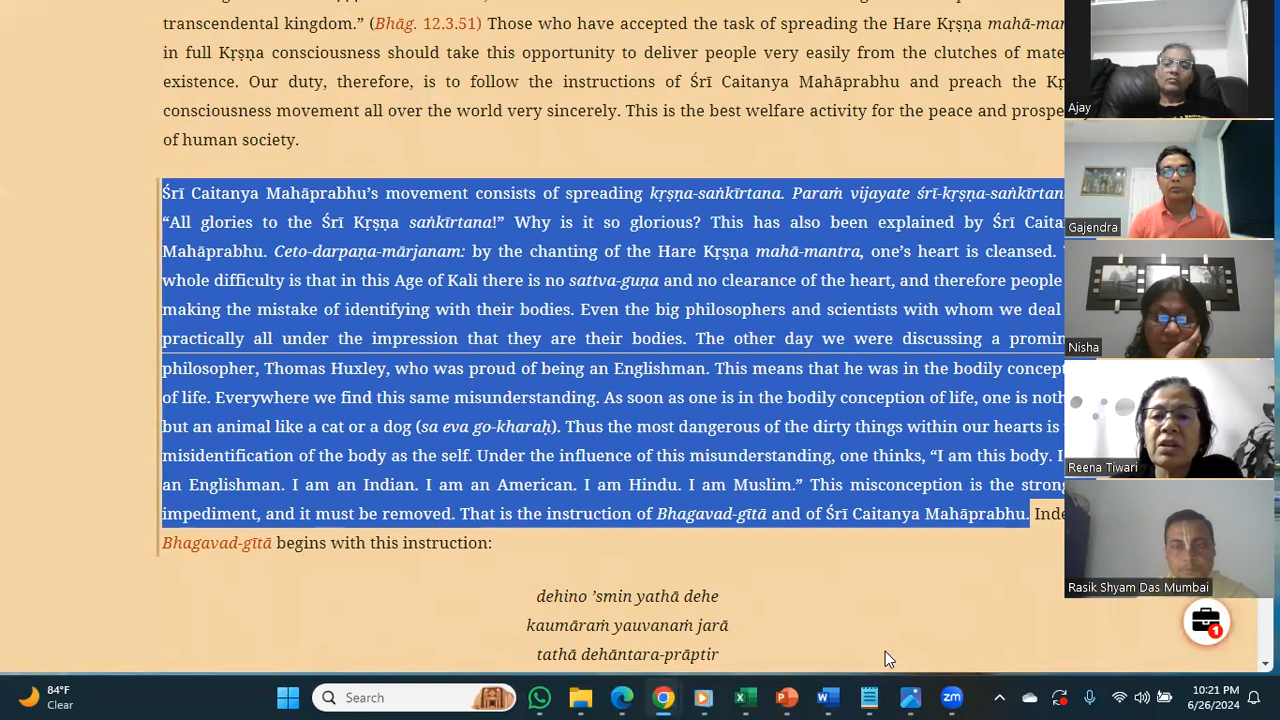 transcendental kingdom.” (Bhāg. 12.3.51) Those who have accepted the task of spreading the Hare Kṛṣṇa mahā-man
in full Kṛṣṇa consciousness should take this opportunity to deliver people very easily from the clutches of mate
existence. Our duty, therefore, is to follow the instructions of Śrī Caitanya Mahāprabhu and preach the Kṛ
consciousness movement all over the world very sincerely. This is the best welfare activity for the peace and prospe
of human society.
Śrī Caitanya Mahāprabhu’s movement consists of spreading kṛṣṇa-saṅkīrtana. Paraṁ vijayate śrī-kṛṣṇa-saṅkīrtan
“All glories to the Śrī Kṛṣṇa saṅkīrtana!” Why is it so glorious? This has also been explained by Śrī Caita
Mahāprabhu. Ceto-darpaṇa-mārjanam: by the chanting of the Hare Kṛṣṇa mahā-mantra, one’s heart is cleansed.
whole difficulty is that in this Age of Kali there is no sattva-guṇa and no clearance of the heart, and therefore people
making the mistake of identifying with their bodies. Even the big philosophers and scientists with whom we deal
practically all under the impression that they are their bodies. The other day we were discussing a promin
philosopher, Thomas Huxley, who was proud of being an Englishman. This means that he was in the bodily concept
of life. Everywhere we find this same misunderstanding. As soon as one is in the bodily conception of life, one is noth
but an animal like a cat or a dog (sa eva go-kharaḥ). Thus the most dangerous of the dirty things within our hearts is
misidentification of the body as the self. Under the influence of this misunderstanding, one thinks, “I am this body. I
an Englishman. I am an Indian. I am an American. I am Hindu. I am Muslim.” This misconception is the strong
impediment, and it must be removed. That is the instruction of Bhagavad-gītā and of Śrī Caitanya Mahāprabhu. Inde
Bhagavad-gītā begins with this instruction:
dehino ’smin yathā dehe
kaumāraṁ yauvanaṁ jarā
tathā dehāntara-prāptir
Ajay
Gajendra
Nisha
Reena Tiwari
Rasik Shyam Das Mumbai
1
84°F
Clear
Search
zm
10:21 PM
6/26/2024